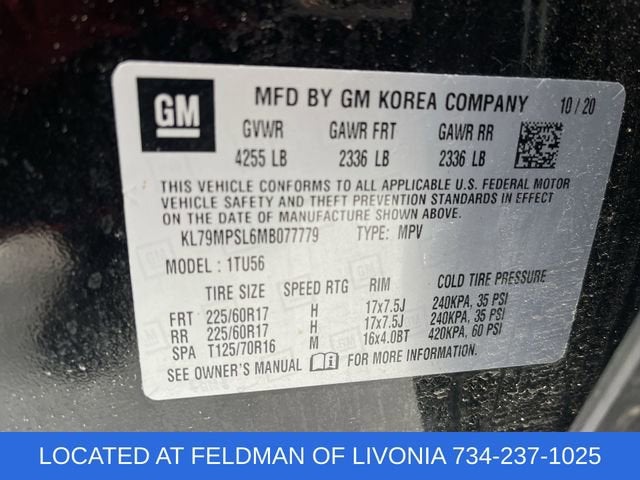 GM MFD BY GM KOREA COMPANY 10/20
GVWR GAWR FRT GAWR RR
4255 LB 2336 LB 2336 LB
THIS VEHICLE CONFORMS TO ALL APPLICABLE U.S. FEDERAL MOTOR
VEHICLE SAFETY AND THEFT PREVENTION STANDARDS IN EFFECT
ON THE DATE OF MANUFACTURE SHOWN ABOVE.
KL79MPSL6MB077779 TYPE: MPV
MODEL : 1TU56
TIRE SIZE SPEED RTG RIM COLD TIRE PRESSURE
FRT 225/60R17 H 17x7.5J 240KPA, 35 PSI
RR 225/60R17 H 17x7.5J 240KPA, 35 PSI
SPA T125/70R16 M 16x4.0BT 420KPA, 60 PSI
SEE OWNER'S MANUAL FOR MORE INFORMATION.
LOCATED AT FELDMAN OF LIVONIA 734-237-1025